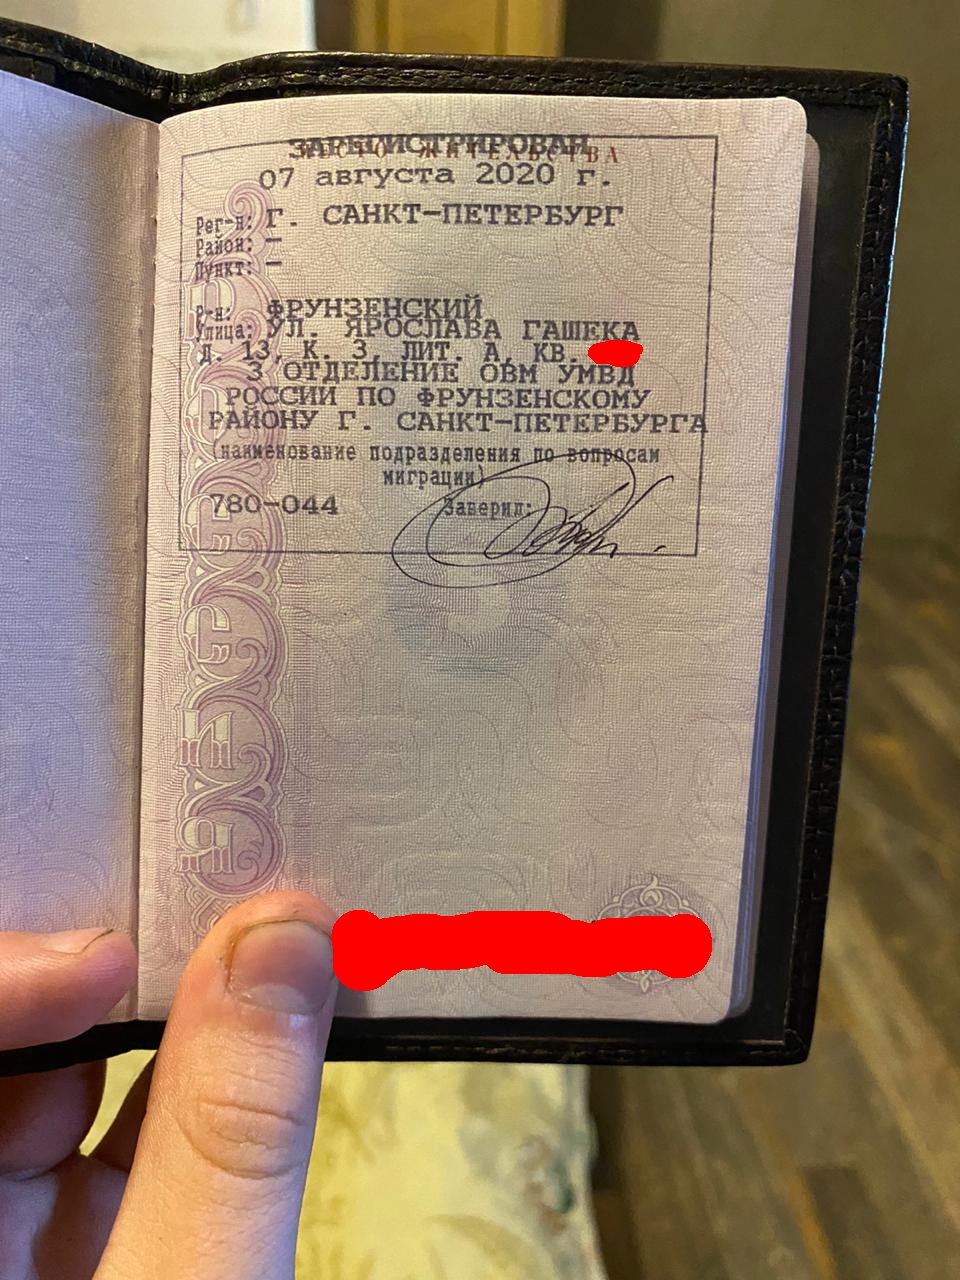 МЕСТО ЖИТЕЛЬСТВА
ЗАРЕГИСТРИРОВАН
07 августа 2020 г.
Рег-н: Г. САНКТ-ПЕТЕРБУРГ
Район: –
Пункт: –
Р-н: ФРУНЗЕНСКИЙ
Улица: УЛ. ЯРОСЛАВА ГАШЕКА
Д. 13, К. 3, ЛИТ. А, КВ.
3 ОТДЕЛЕНИЕ ОВМ УМВД
РОССИИ ПО ФРУНЗЕНСКОМУ
РАЙОНУ Г. САНКТ-ПЕТЕРБУРГА
(наименование подразделения по вопросам
миграции)
780-044 Заверил: